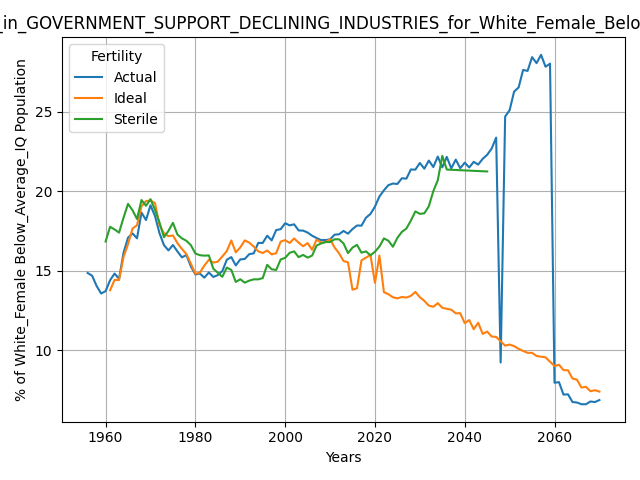 _in_GOVERNMENT_SUPPORT_DECLINING_INDUSTRIES_for_White_Female_Belo
% of White_Female Below_Average_IQ Population
Fertility
Actual
Ideal
Sterile
25
20
15
10
1960 1980 2000 2020 2040 2060
Years